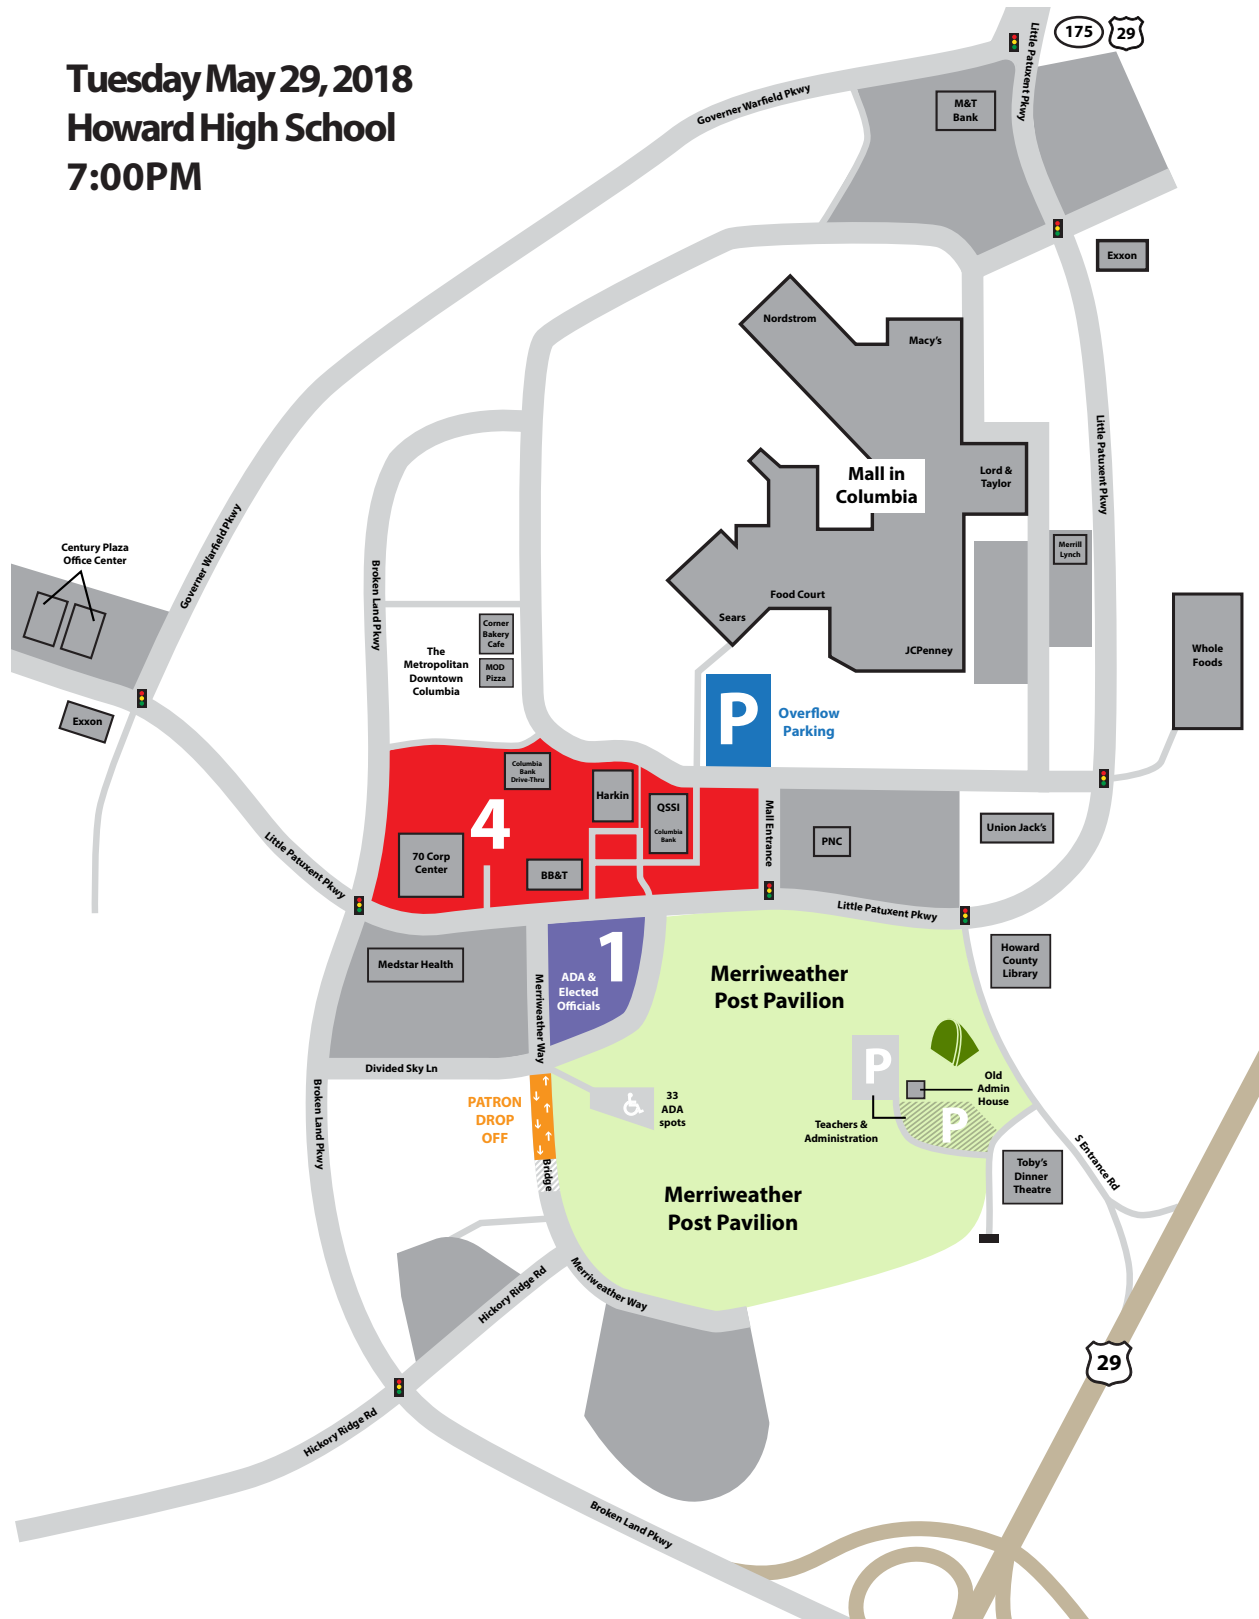 Tuesday May 29, 2018
Howard High School
7:00PM
175
29
Little Patuxent Pkwy
Governer Warfield Pkwy
M&T
Bank
Exxon
Nordstrom
Macy's
Mall in
Columbia
Lord &
Taylor
Little Patuxent Pkwy
Merrill
Lynch
Food Court
Sears
JCPenney
Whole
Foods
Century Plaza
Office Center
Governer Warfield Pkwy
Exxon
Broken Land Pkwy
Corner
Bakery
Cafe
MOD
Pizza
The
Metropolitan
Downtown
Columbia
P
Overflow
Parking
Columbia
Bank
Drive-Thru
Harkin
QSSI
Columbia
Bank
4
70 Corp
Center
BB&T
Mall Entrance
PNC
Union Jack's
Little Patuxent Pkwy
Little Patuxent Pkwy
Medstar Health
Merriweather Way
1
ADA &
Elected
Officials
Merriweather
Post Pavilion
Howard
County
Library
Divided Sky Ln
Broken Land Pkwy
PATRON
DROP
OFF
33
ADA
spots
P
Old
Admin
House
Teachers &
Administration
P
Bridge
Toby's
Dinner
Theatre
S Entrance Rd
Merriweather
Post Pavilion
Hickory Ridge Rd
Merriweather Way
29
Hickory Ridge Rd
Broken Land Pkwy